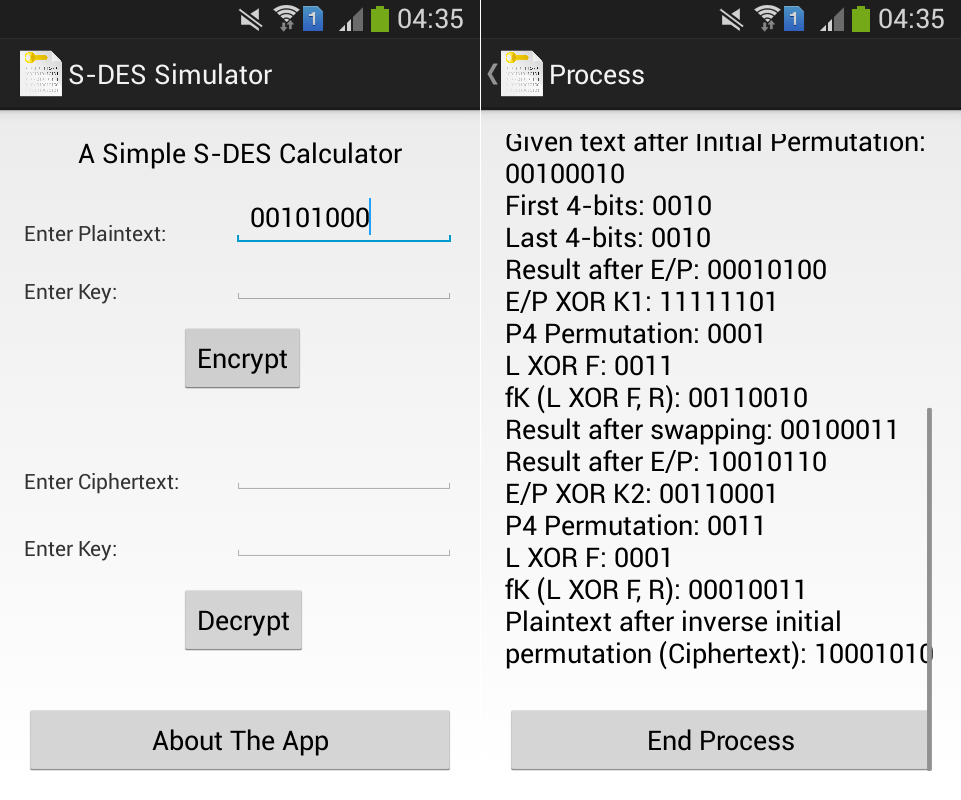 1 04:35
S-DES Simulator
A Simple S-DES Calculator
Enter Plaintext: 00101000
Enter Key:
Encrypt
Enter Ciphertext:
Enter Key:
Decrypt
About The App
1 04:35
Process
Given text after Initial Permutation:
00100010
First 4-bits: 0010
Last 4-bits: 0010
Result after E/P: 00010100
E/P XOR K1: 11111101
P4 Permutation: 0001
L XOR F: 0011
fK (L XOR F, R): 00110010
Result after swapping: 00100011
Result after E/P: 10010110
E/P XOR K2: 00110001
P4 Permutation: 0011
L XOR F: 0001
fK (L XOR F, R): 00010011
Plaintext after inverse initial
permutation (Ciphertext): 10001010
End Process